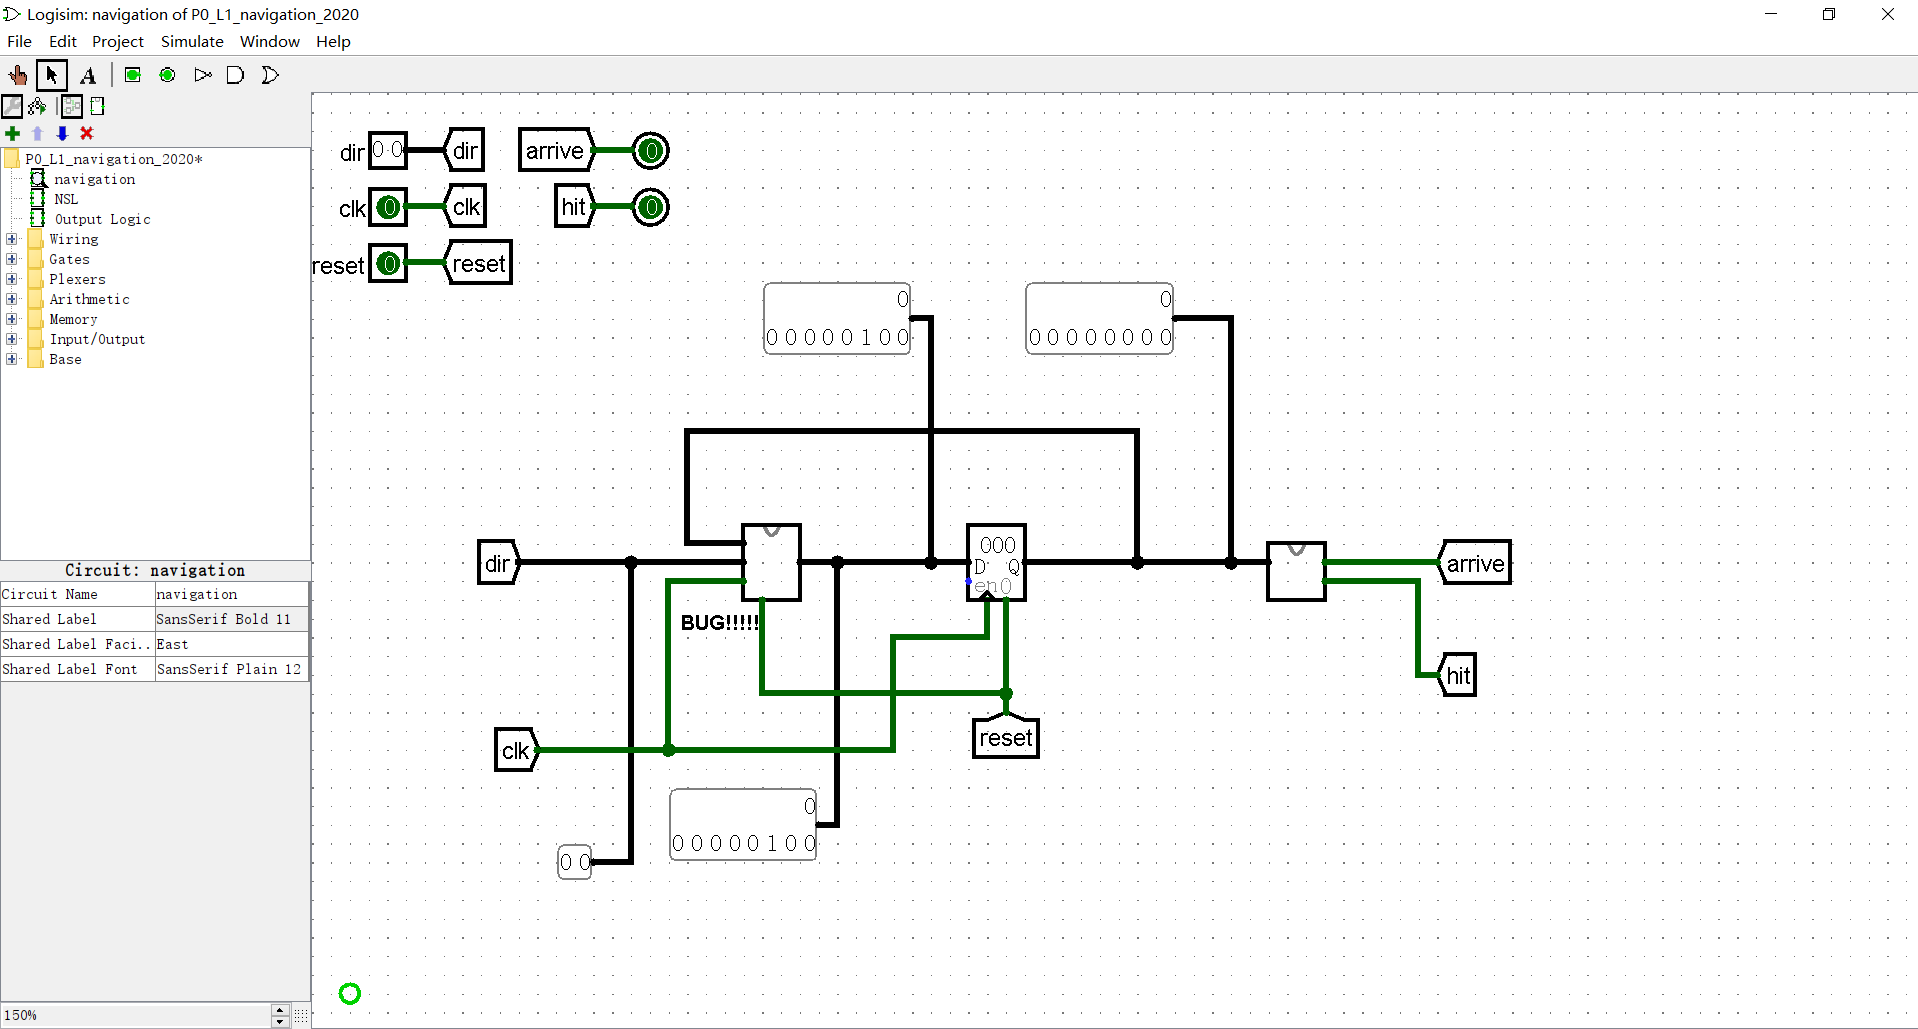 Logisim: navigation of P0_L1_navigation_2020
File Edit Project Simulate Window Help
A
P0_L1_navigation_2020*
navigation
NSL
Output Logic
Wiring
Gates
Plexers
Arithmetic
Memory
Input/Output
Base
Circuit: navigation
Circuit Name navigation
Shared Label SansSerif Bold 11
Shared Label Faci.. East
Shared Label Font SansSerif Plain 12
150%
dir 0 0 dir arrive 0
clk 0 clk hit 0
reset 0 reset
0
0 0 0 0 0 1 0 0
0
0 0 0 0 0 0 0 0
dir
000
D Q
en0
arrive
BUG!!!!!
hit
clk
reset
0
0 0 0 0 0 1 0 0
0 0